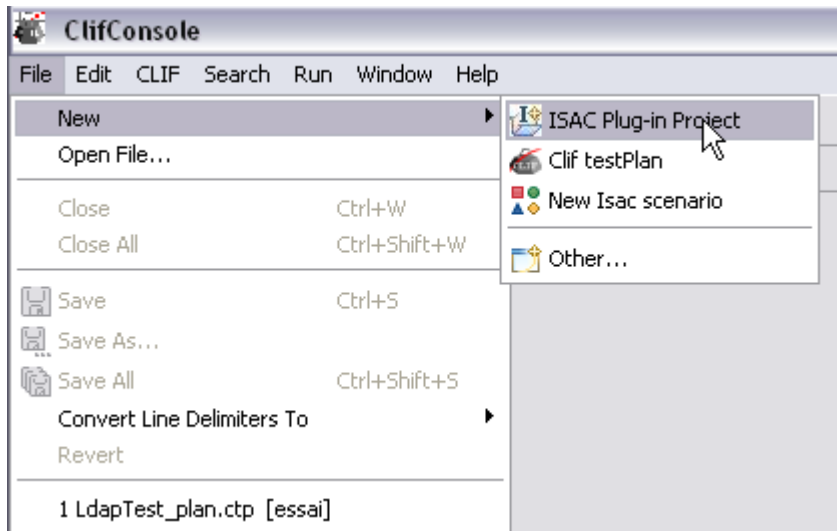 ClifConsole
File Edit CLIF Search Run Window Help
New
Open File...
Close Ctrl+W
Close All Ctrl+Shift+W
Save Ctrl+S
Save As...
Save All Ctrl+Shift+S
Convert Line Delimiters To
Revert
1 LdapTest_plan.ctp [essai]
ISAC Plug-in Project
Clif testPlan
New Isac scenario
Other...